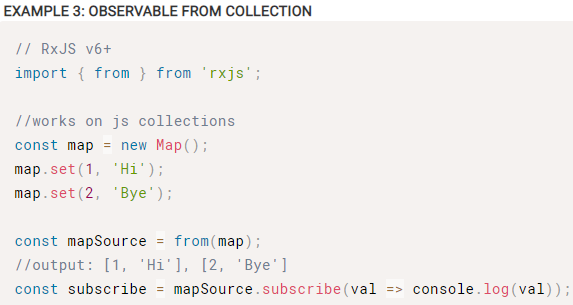 EXAMPLE 3: OBSERVABLE FROM COLLECTION
// RxJS v6+
import { from } from 'rxjs';
//works on js collections
const map = new Map();
map.set(1, 'Hi');
map.set(2, 'Bye');
const mapSource = from(map);
//output: [1, 'Hi'], [2, 'Bye']
const subscribe = mapSource.subscribe(val => console.log(val));